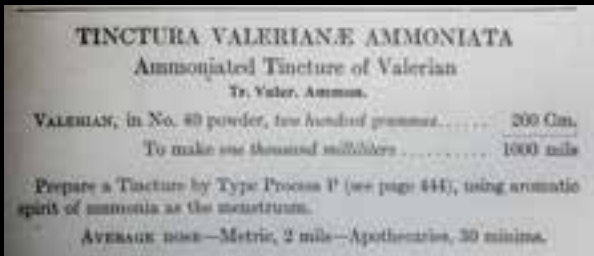 TINCTURA VALERIANÆ AMMONIATA
Ammoniated Tincture of Valerian
Tr. Valer. Ammon.
VALERIAN, in No. 60 powder, two hundred grammes...... 200 Gm.
To make one thousand milliliters .......... 1000 mils
Prepare a Tincture by Type Process P (see page 444), using aromatic
spirit of ammonia as the menstruum.
AVERAGE DOSE—Metric, 2 mils—Apothecaries, 30 minims.